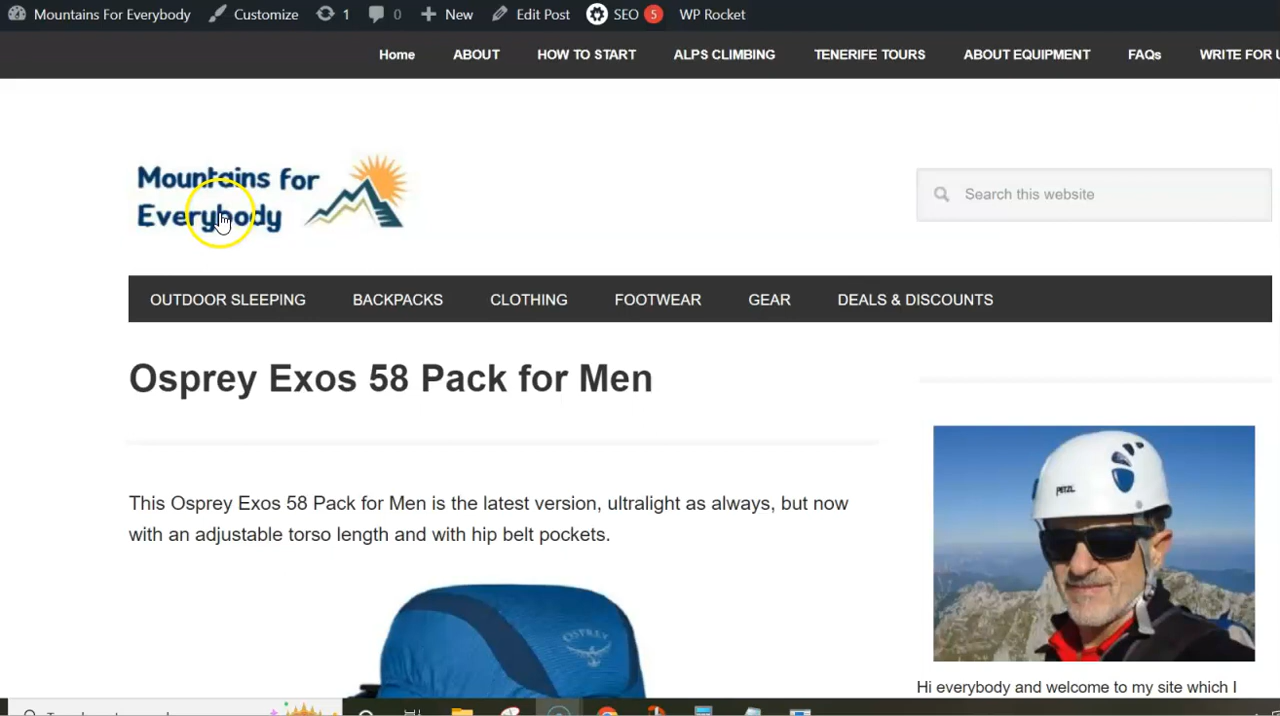 Mountains For Everybody Customize 1 0 New Edit Post SEO 5 WP Rocket
Home ABOUT HOW TO START ALPS CLIMBING TENERIFE TOURS ABOUT EQUIPMENT FAQs WRITE FOR
Mountains for
Everybody
Search this website
OUTDOOR SLEEPING BACKPACKS CLOTHING FOOTWEAR GEAR DEALS & DISCOUNTS
Osprey Exos 58 Pack for Men
This Osprey Exos 58 Pack for Men is the latest version, ultralight as always, but now
with an adjustable torso length and with hip belt pockets.
OSPREY
PETZL
Hi everybody and welcome to my site which I